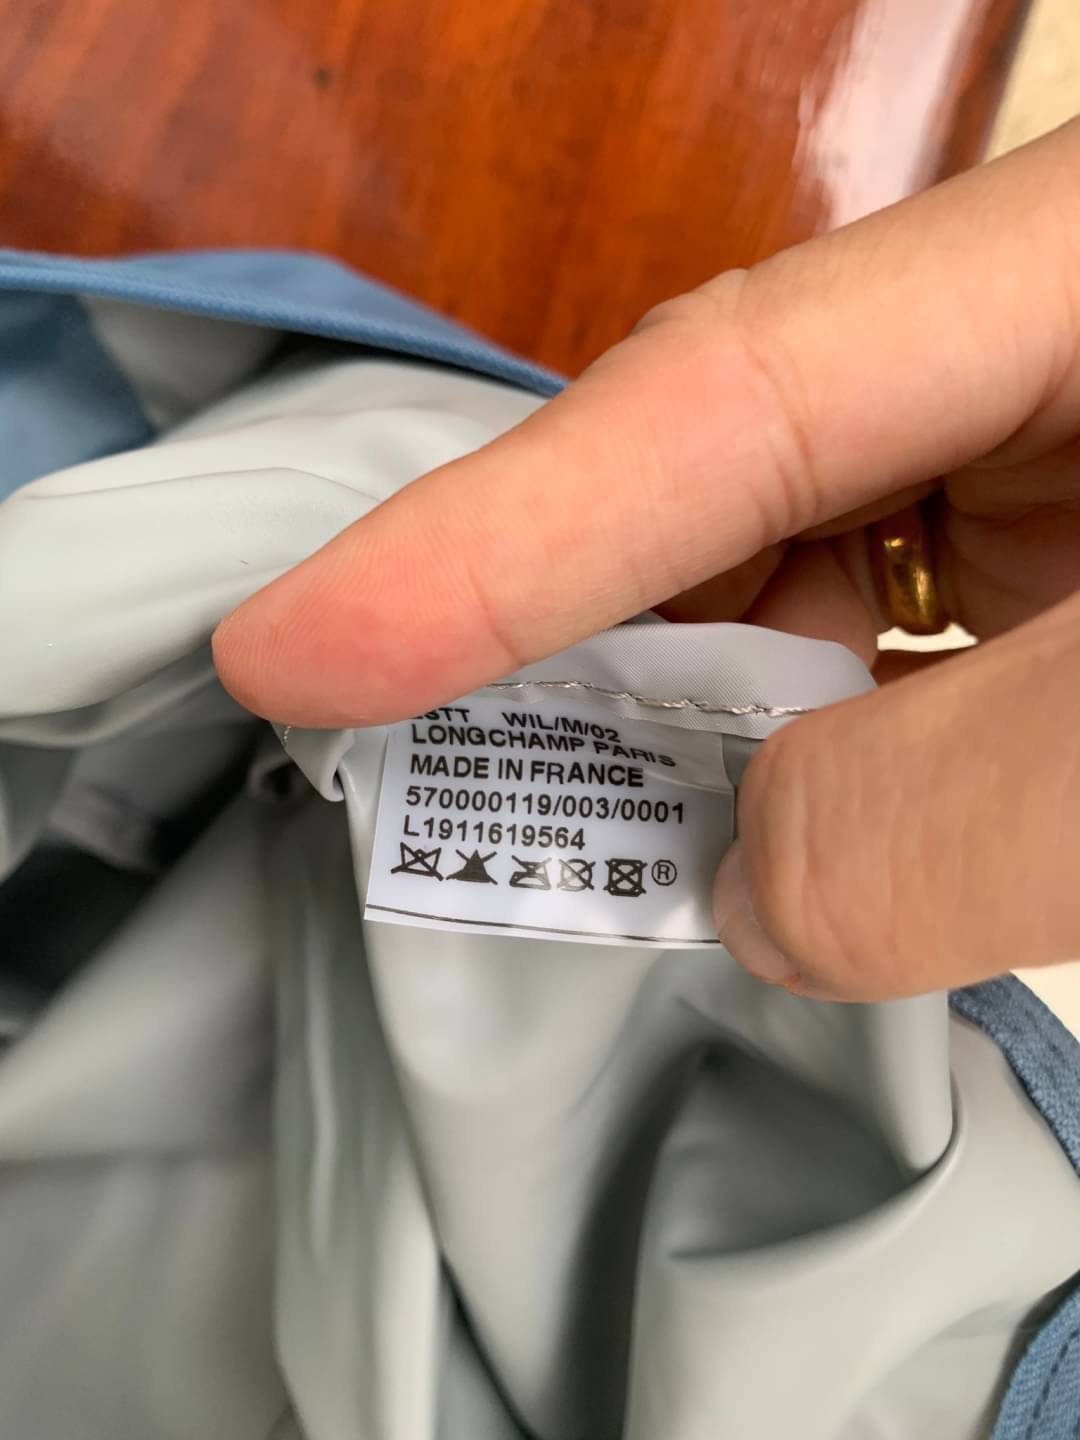 WIL/M/02
LONGCHAMP PARIS
MADE IN FRANCE
570000119/003/0001
L1911619564
®